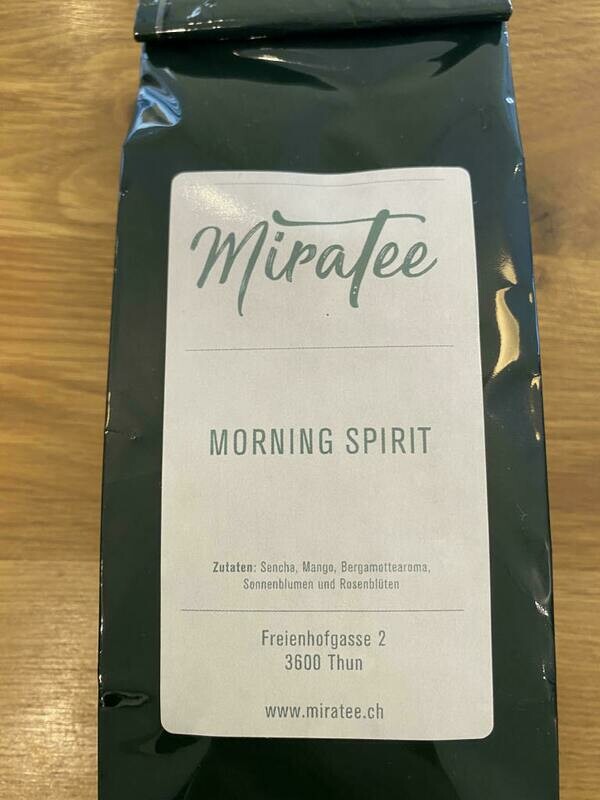 MiraTee
MORNING SPIRIT
Zutaten: Sencha, Mango, Bergamottearoma,
Sonnenblumen und Rosenblüten
Freienhofgasse 2
3600 Thun
www.miratee.ch